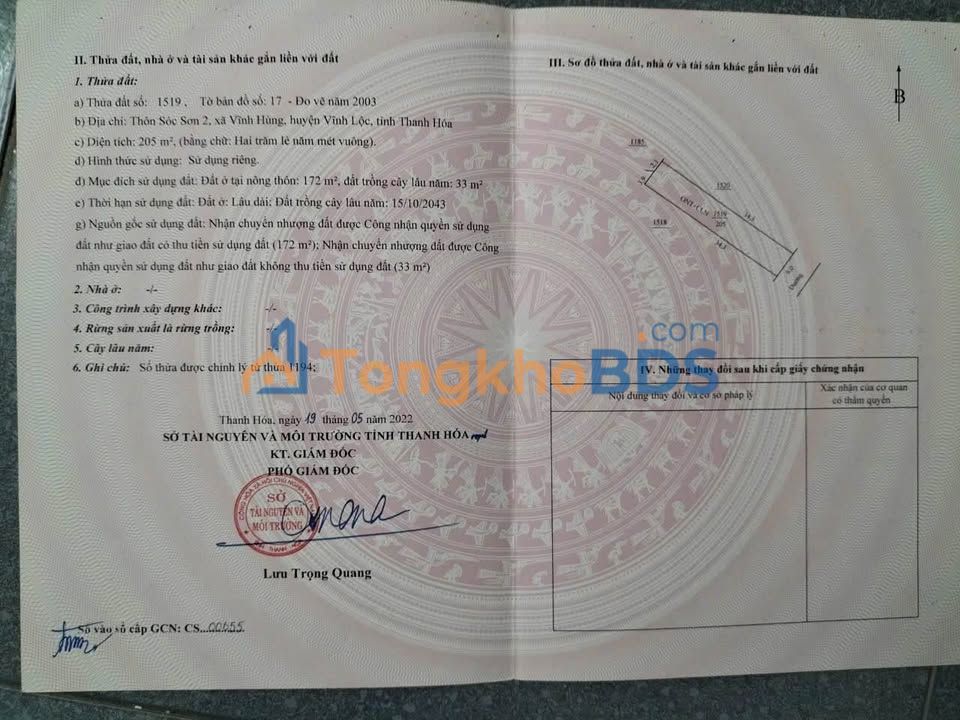 II. Thửa đất, nhà ở và tài sản khác gắn liền với đất
1. Thửa đất:
a) Thửa đất số: 1519 , Tờ bản đồ số: 17 - Đo vẽ năm 2003
b) Địa chỉ: Thôn Sóc Sơn 2, xã Vĩnh Hùng, huyện Vĩnh Lộc, tỉnh Thanh Hóa
c) Diện tích: 205 m², (bằng chữ: Hai trăm lẻ năm mét vuông).
d) Hình thức sử dụng: Sử dụng riêng.
đ) Mục đích sử dụng đất: Đất ở tại nông thôn: 172 m², đất trồng cây lâu năm: 33 m²
e) Thời hạn sử dụng đất: Đất ở: Lâu dài; Đất trồng cây lâu năm: 15/10/2043
g) Nguồn gốc sử dụng đất: Nhận chuyển nhượng đất được Công nhận quyền sử dụng
đất như giao đất có thu tiền sử dụng đất (172 m²); Nhận chuyển nhượng đất được Công
nhận quyền sử dụng đất như giao đất không thu tiền sử dụng đất (33 m²)
2. Nhà ở: -/-
3. Công trình xây dựng khác: -/-
4. Rừng sản xuất là rừng trồng: -/-
5. Cây lâu năm: -/-
6. Ghi chú: Số thửa được chỉnh lý từ thửa 1194;
Thanh Hóa, ngày 19 tháng 05 năm 2022
SỞ TÀI NGUYÊN VÀ MÔI TRƯỜNG TỈNH THANH HÓA
KT. GIÁM ĐỐC
PHÓ GIÁM ĐỐC
SỞ
TÀI NGUYÊN VÀ
MÔI TRƯỜNG
Lưu Trọng Quang
Số vào sổ cấp GCN: CS...00655
III. Sơ đồ thửa đất, nhà ở và tài sản khác gắn liền với đất
B
1185
1520
ONT+CLN 1519
205
1518
34.3
6.0
Đường
TongkhoBDS.com
IV. Những thay đổi sau khi cấp giấy chứng nhận
Nội dung thay đổi và cơ sở pháp lý
Xác nhận của cơ quan
có thẩm quyền